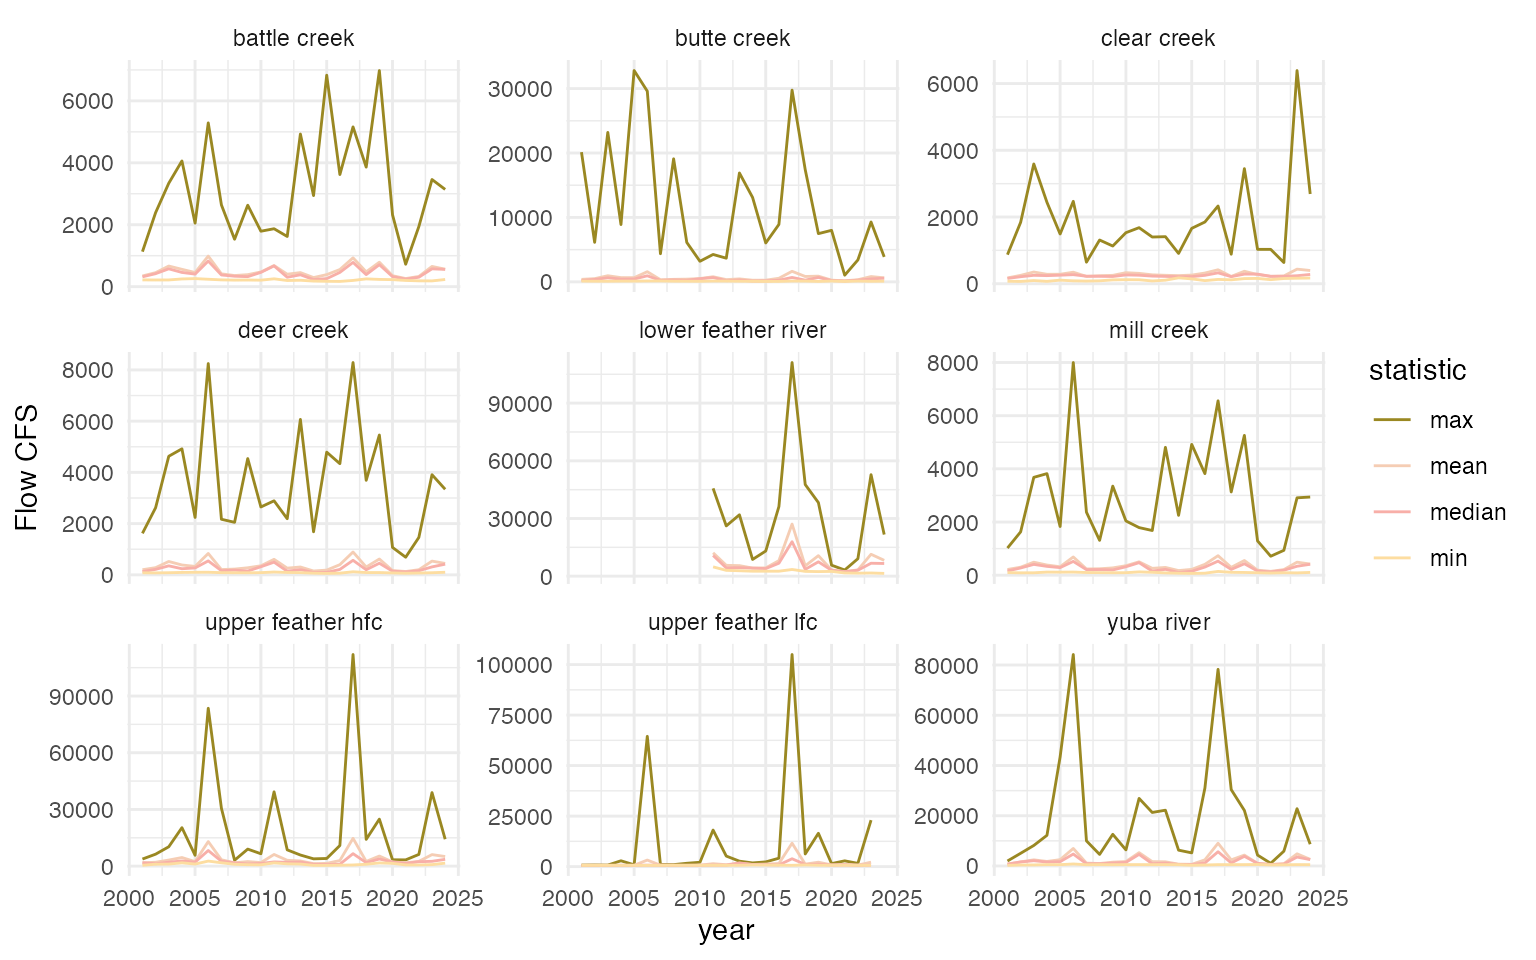 battle creek
butte creek
clear creek
6000
4000
2000
0
30000
20000
10000
0
6000
4000
2000
0
deer creek
lower feather river
mill creek
8000
6000
4000
2000
0
90000
60000
30000
0
8000
6000
4000
2000
0
upper feather hfc
upper feather lfc
yuba river
90000
60000
30000
0
100000
75000
50000
25000
0
80000
60000
40000
20000
0
2000 2005 2010 2015 2020 2025
2000 2005 2010 2015 2020 2025
2000 2005 2010 2015 2020 2025
year
Flow CFS
statistic
max
mean
median
min